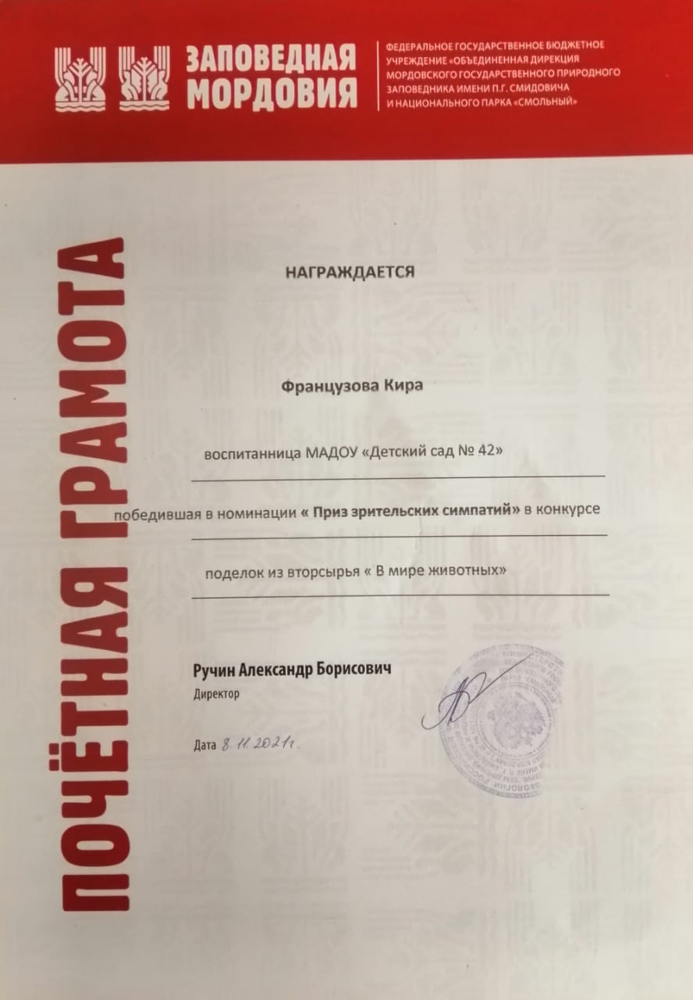 ЗАПОВЕДНАЯ
МОРДОВИЯ
ФЕДЕРАЛЬНОЕ ГОСУДАРСТВЕННОЕ БЮДЖЕТНОЕ
УЧРЕЖДЕНИЕ «ОБЪЕДИНЕННАЯ ДИРЕКЦИЯ
МОРДОВСКОГО ГОСУДАРСТВЕННОГО ПРИРОДНОГО
ЗАПОВЕДНИКА ИМЕНИ П.Г. СМИДОВИЧА
И НАЦИОНАЛЬНОГО ПАРКА «СМОЛЬНЫЙ»
ПОЧЁТНАЯ ГРАМОТА
НАГРАЖДАЕТСЯ
Французова Кира
воспитанница МАДОУ «Детский сад № 42»
победившая в номинации « Приз зрительских симпатий» в конкурсе
поделок из вторсырья « В мире животных»
Ручин Александр Борисович
Директор
Дата 8.11.2021г.